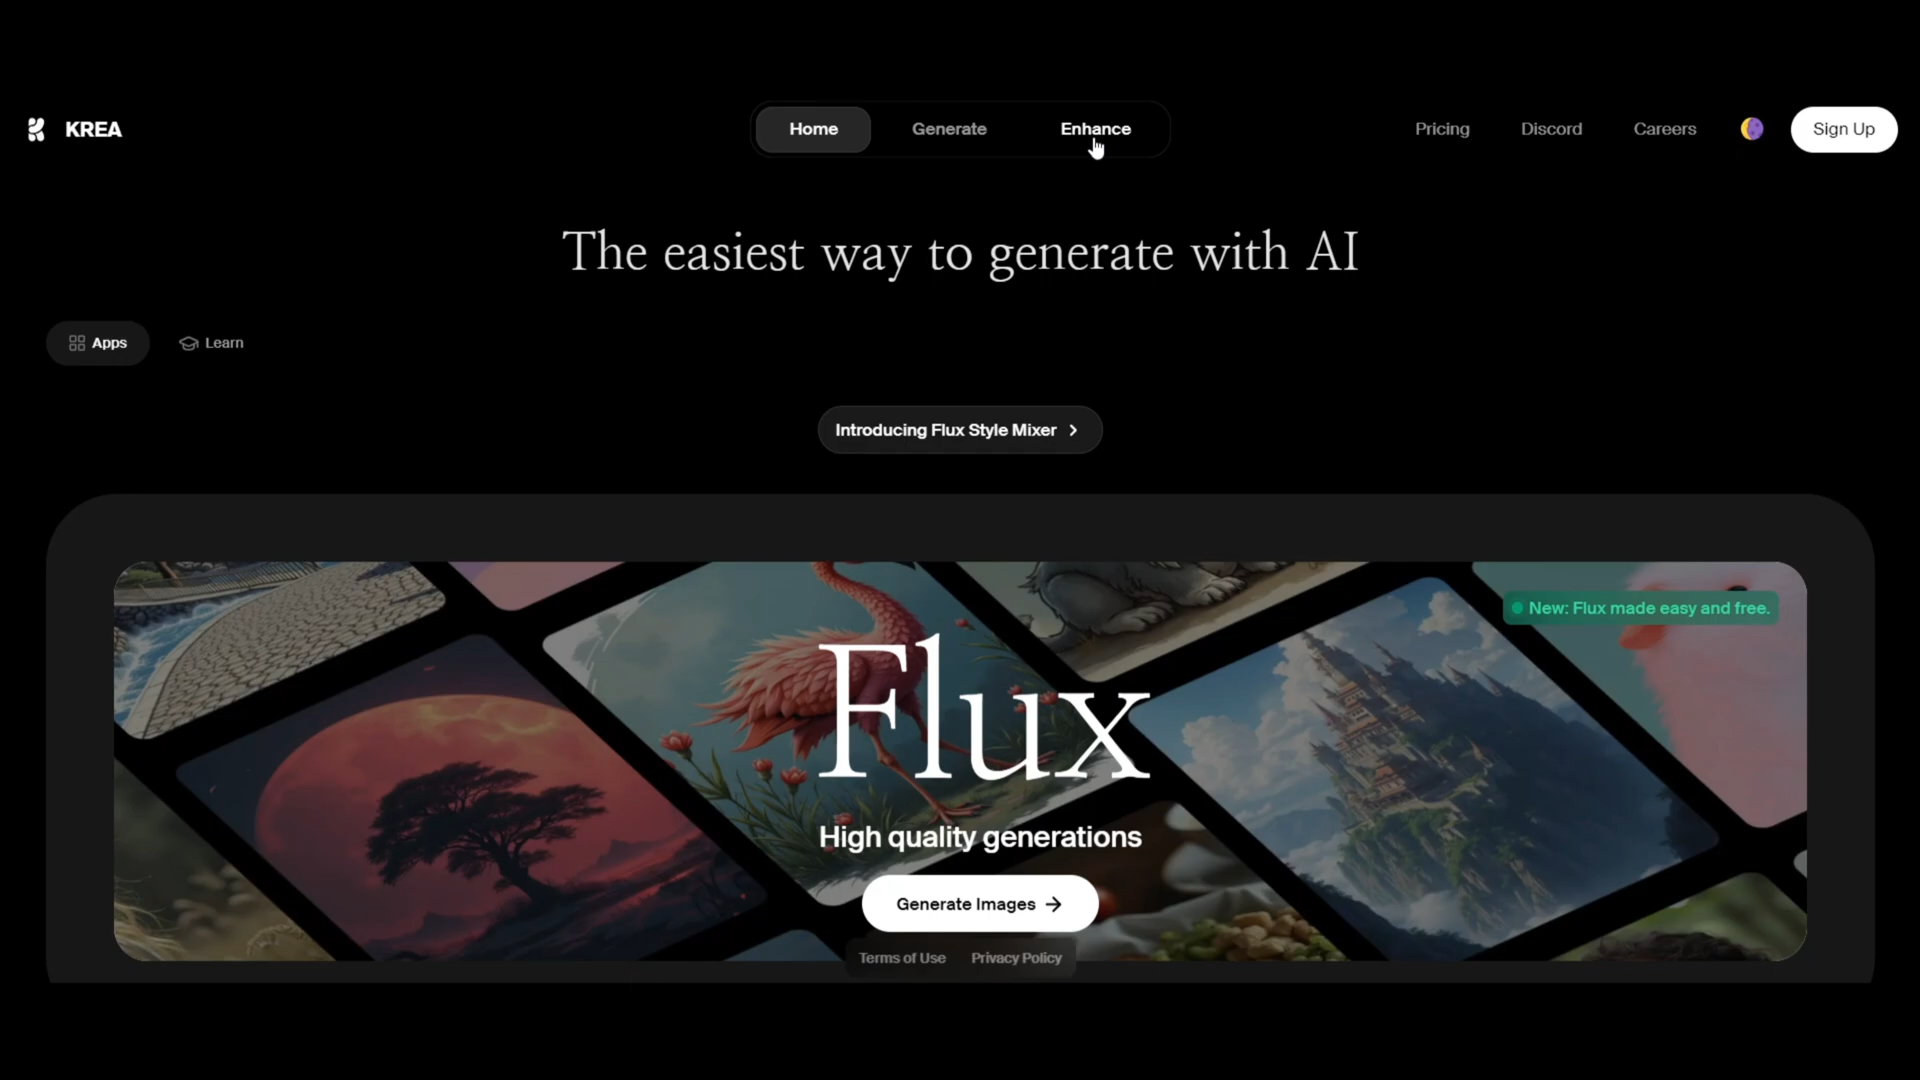 KREA
Home
Generate
Enhance
Pricing
Discord
Careers
Sign Up
The easiest way to generate with AI
Apps
Learn
Introducing Flux Style Mixer
New: Flux made easy and free.
Flux
High quality generations
Generate Images
Terms of Use
Privacy Policy